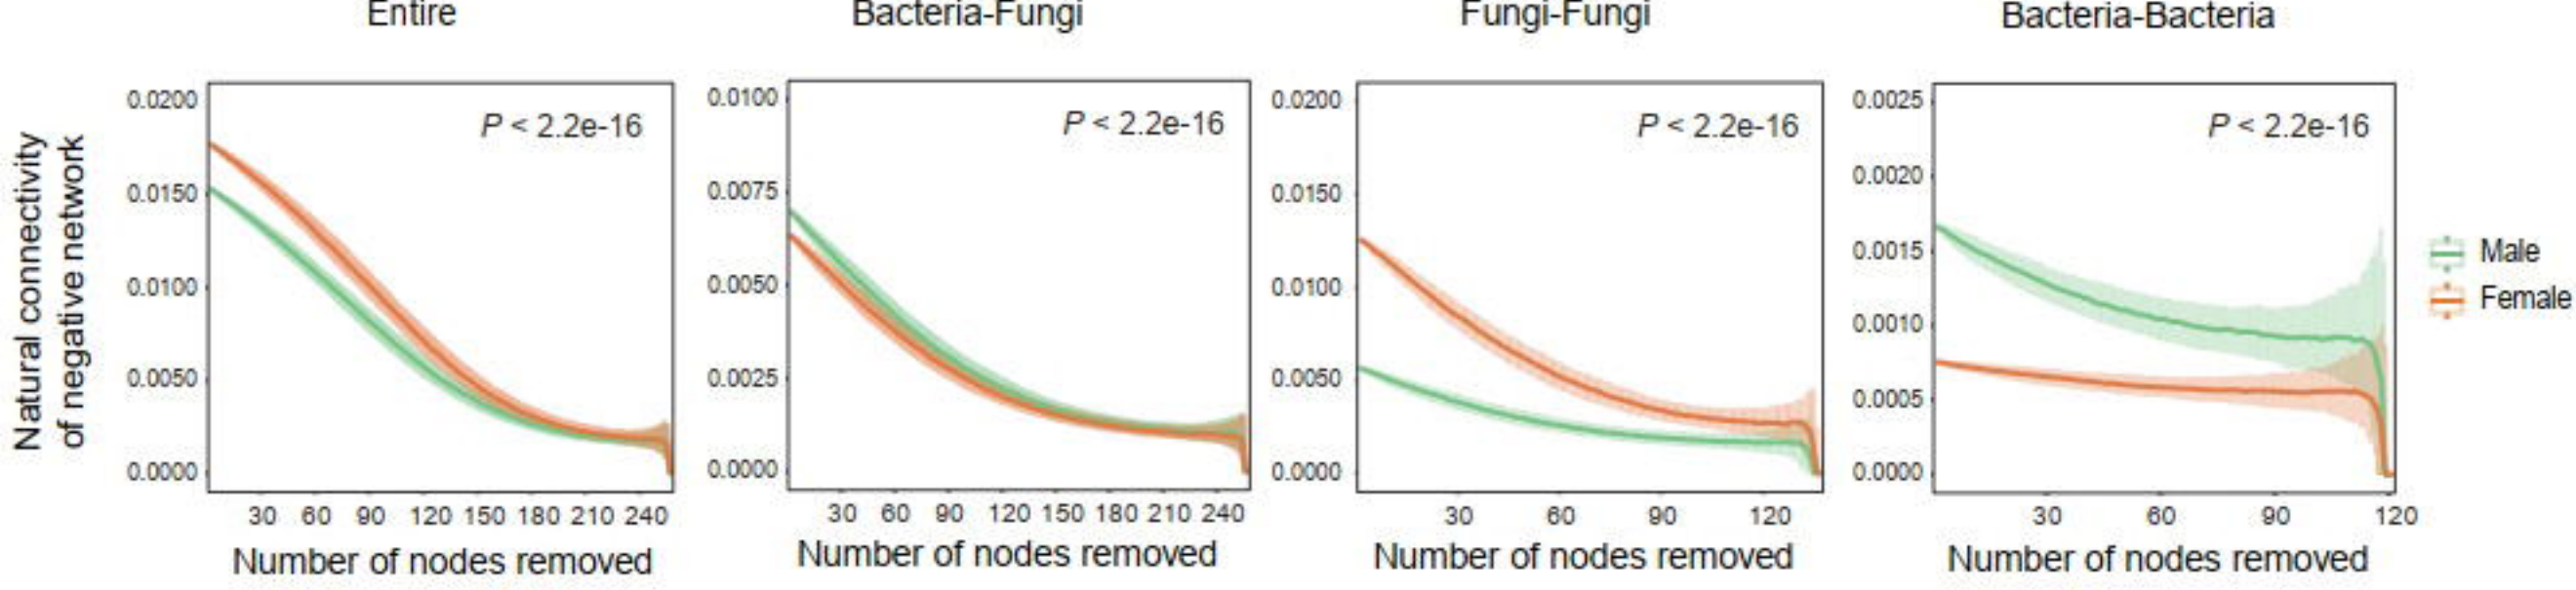 Entire
Bacteria-Fungi
Fungi-Fungi
Bacteria-Bacteria
Natural connectivity
of negative network
0.0200
0.0150
0.0100
0.0050
0.0000
P < 2.2e-16
30 60 90 120 150 180 210 240
Number of nodes removed
0.0100
0.0075
0.0050
0.0025
0.0000
P < 2.2e-16
30 60 90 120 150 180 210 240
Number of nodes removed
0.0200
0.0150
0.0100
0.0050
0.0000
P < 2.2e-16
30 60 90 120
Number of nodes removed
0.0025
0.0020
0.0015
0.0010
0.0005
0.0000
P < 2.2e-16
30 60 90 120
Number of nodes removed
Male
Female